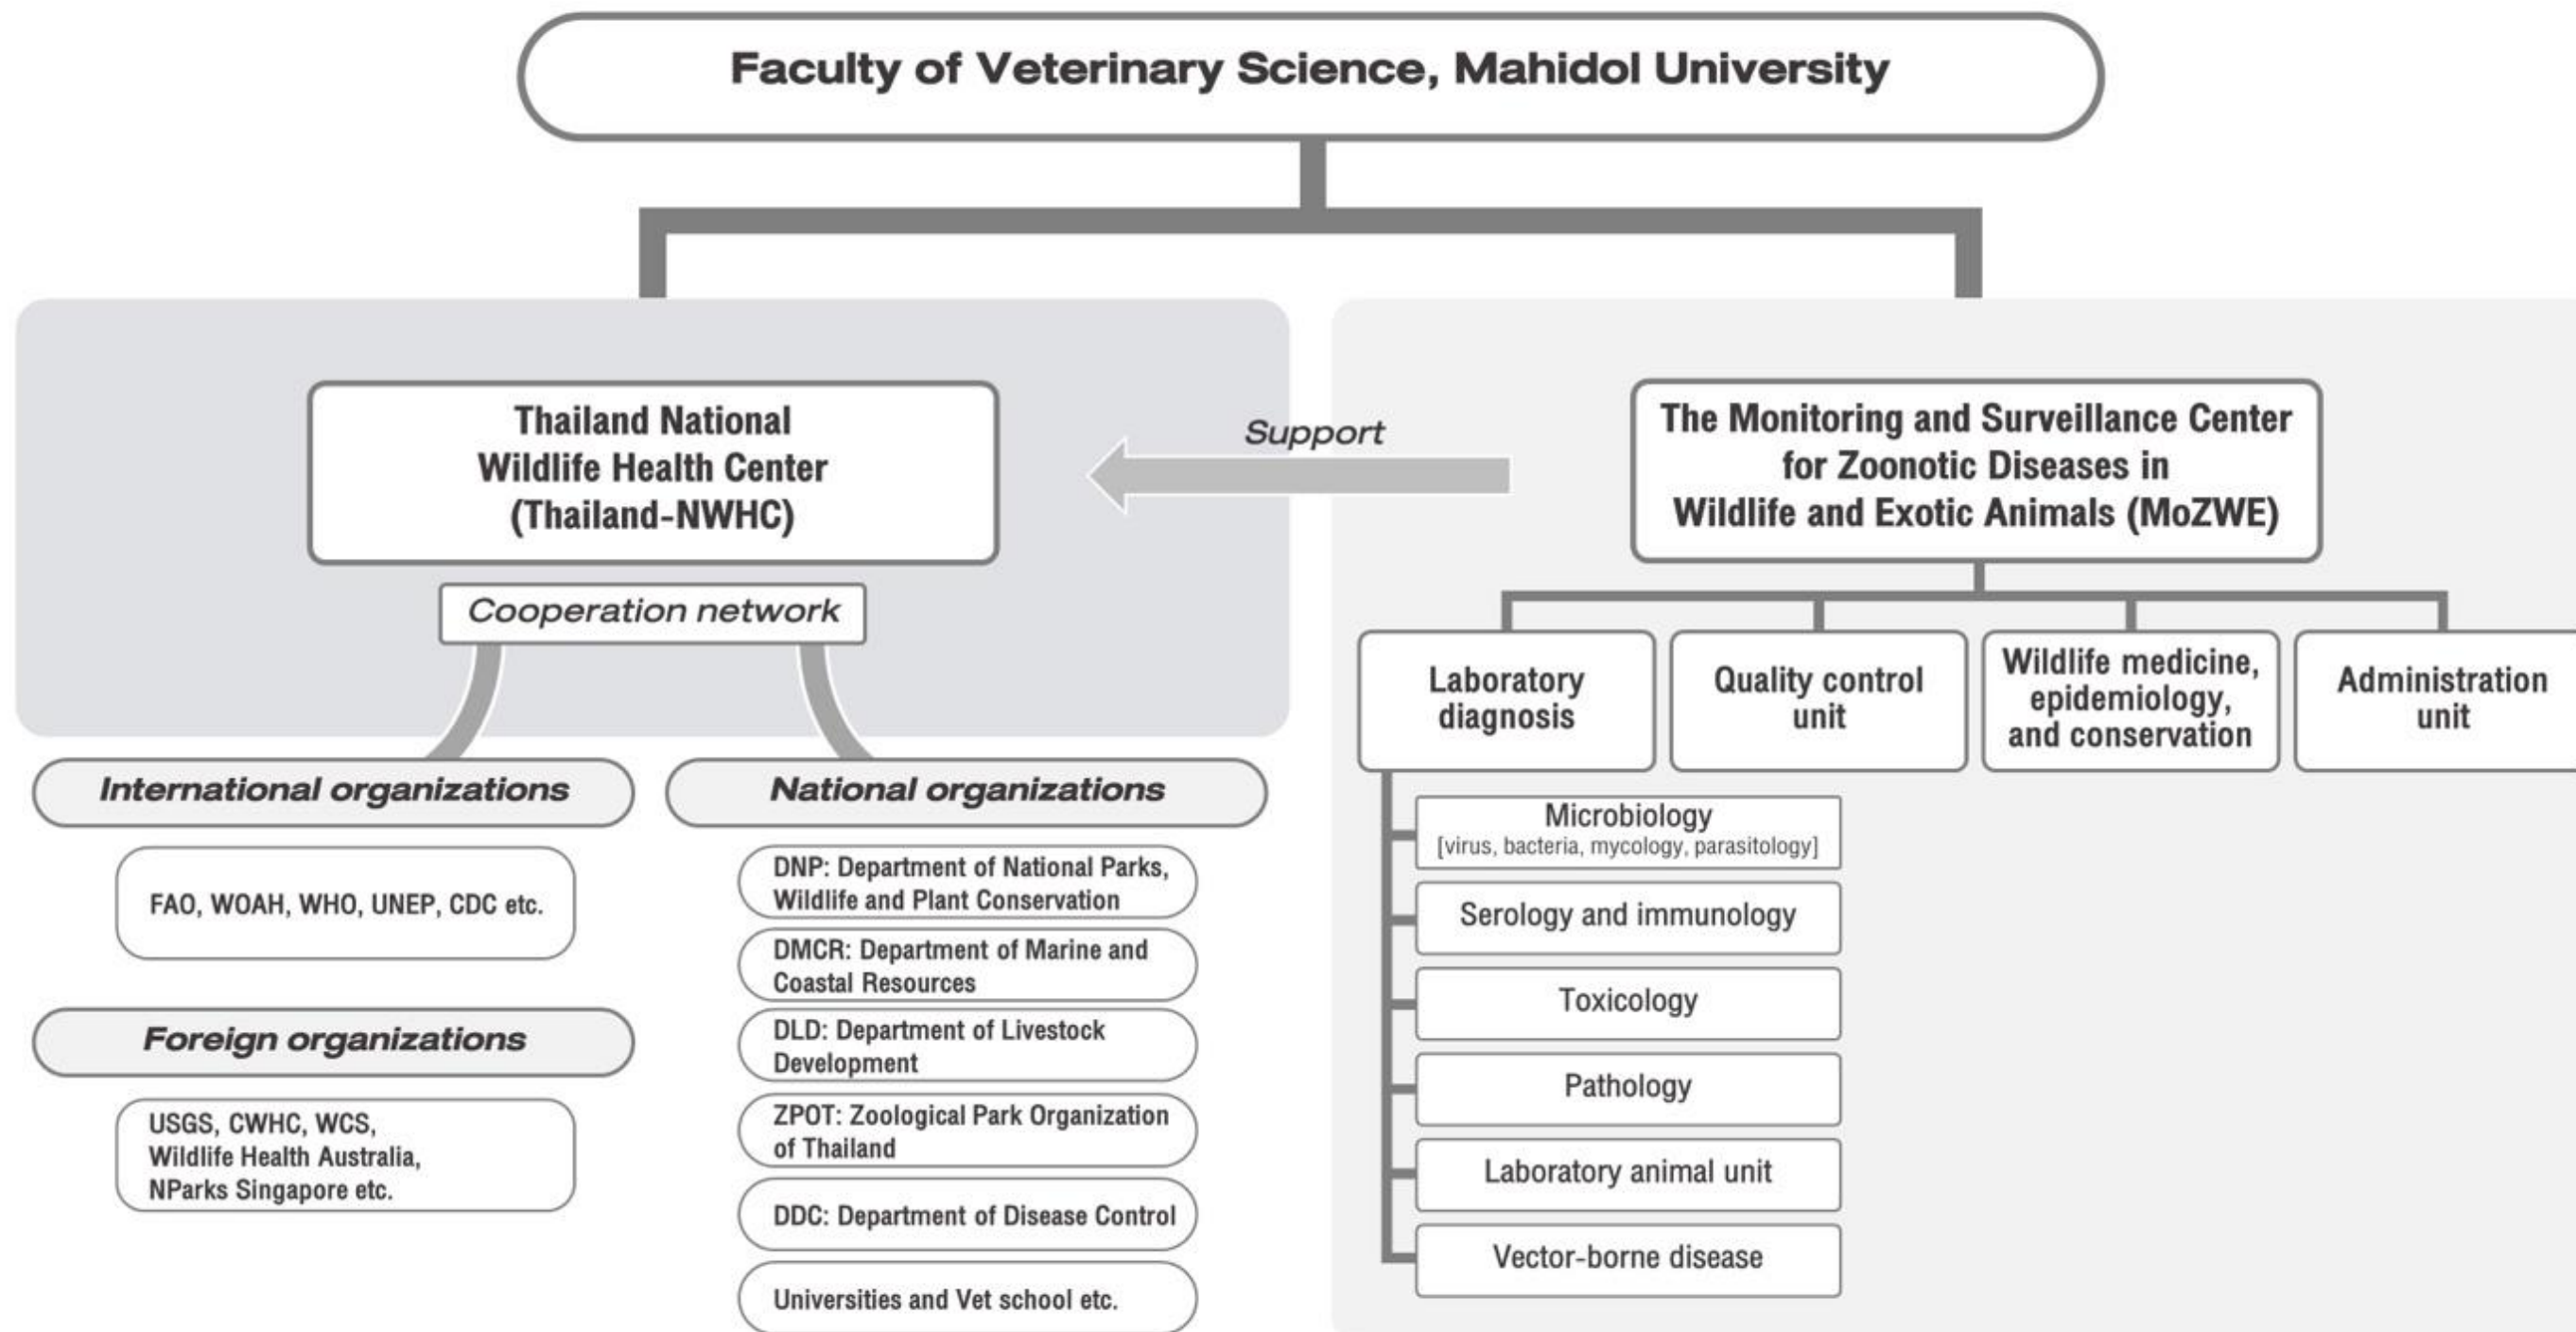 Faculty of Veterinary Science, Mahidol University
Thailand National
Wildlife Health Center
(Thailand-NWHC)
Cooperation network
Support
The Monitoring and Surveillance Center
for Zoonotic Diseases in
Wildlife and Exotic Animals (MoZWE)
International organizations
FAO, WOAH, WHO, UNEP, CDC etc.
Foreign organizations
USGS, CWHC, WCS,
Wildlife Health Australia,
NParks Singapore etc.
National organizations
DNP: Department of National Parks,
Wildlife and Plant Conservation
DMCR: Department of Marine and
Coastal Resources
DLD: Department of Livestock
Development
ZPOT: Zoological Park Organization
of Thailand
DDC: Department of Disease Control
Universities and Vet school etc.
Laboratory
diagnosis
Quality control
unit
Wildlife medicine,
epidemiology,
and conservation
Administration
unit
Microbiology
[virus, bacteria, mycology, parasitology]
Serology and immunology
Toxicology
Pathology
Laboratory animal unit
Vector-borne disease